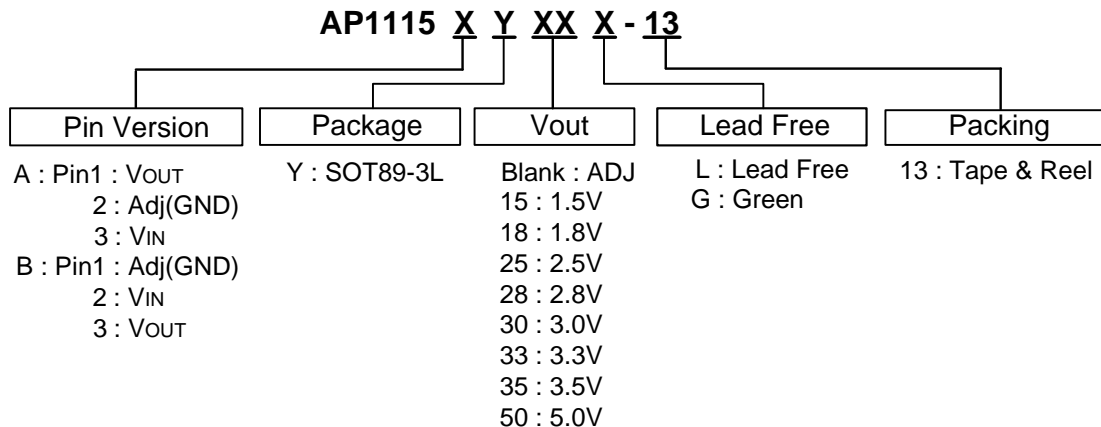 AP1115 X Y XX X - 13
Pin Version Package Vout Lead Free Packing
A : Pin1 : VOUT Y : SOT89-3L Blank : ADJ L : Lead Free 13 : Tape & Reel
2 : Adj(GND) 15 : 1.5V G : Green
3 : VIN 18 : 1.8V
B : Pin1 : Adj(GND) 25 : 2.5V
2 : VIN 28 : 2.8V
3 : VOUT 30 : 3.0V
33 : 3.3V
35 : 3.5V
50 : 5.0V